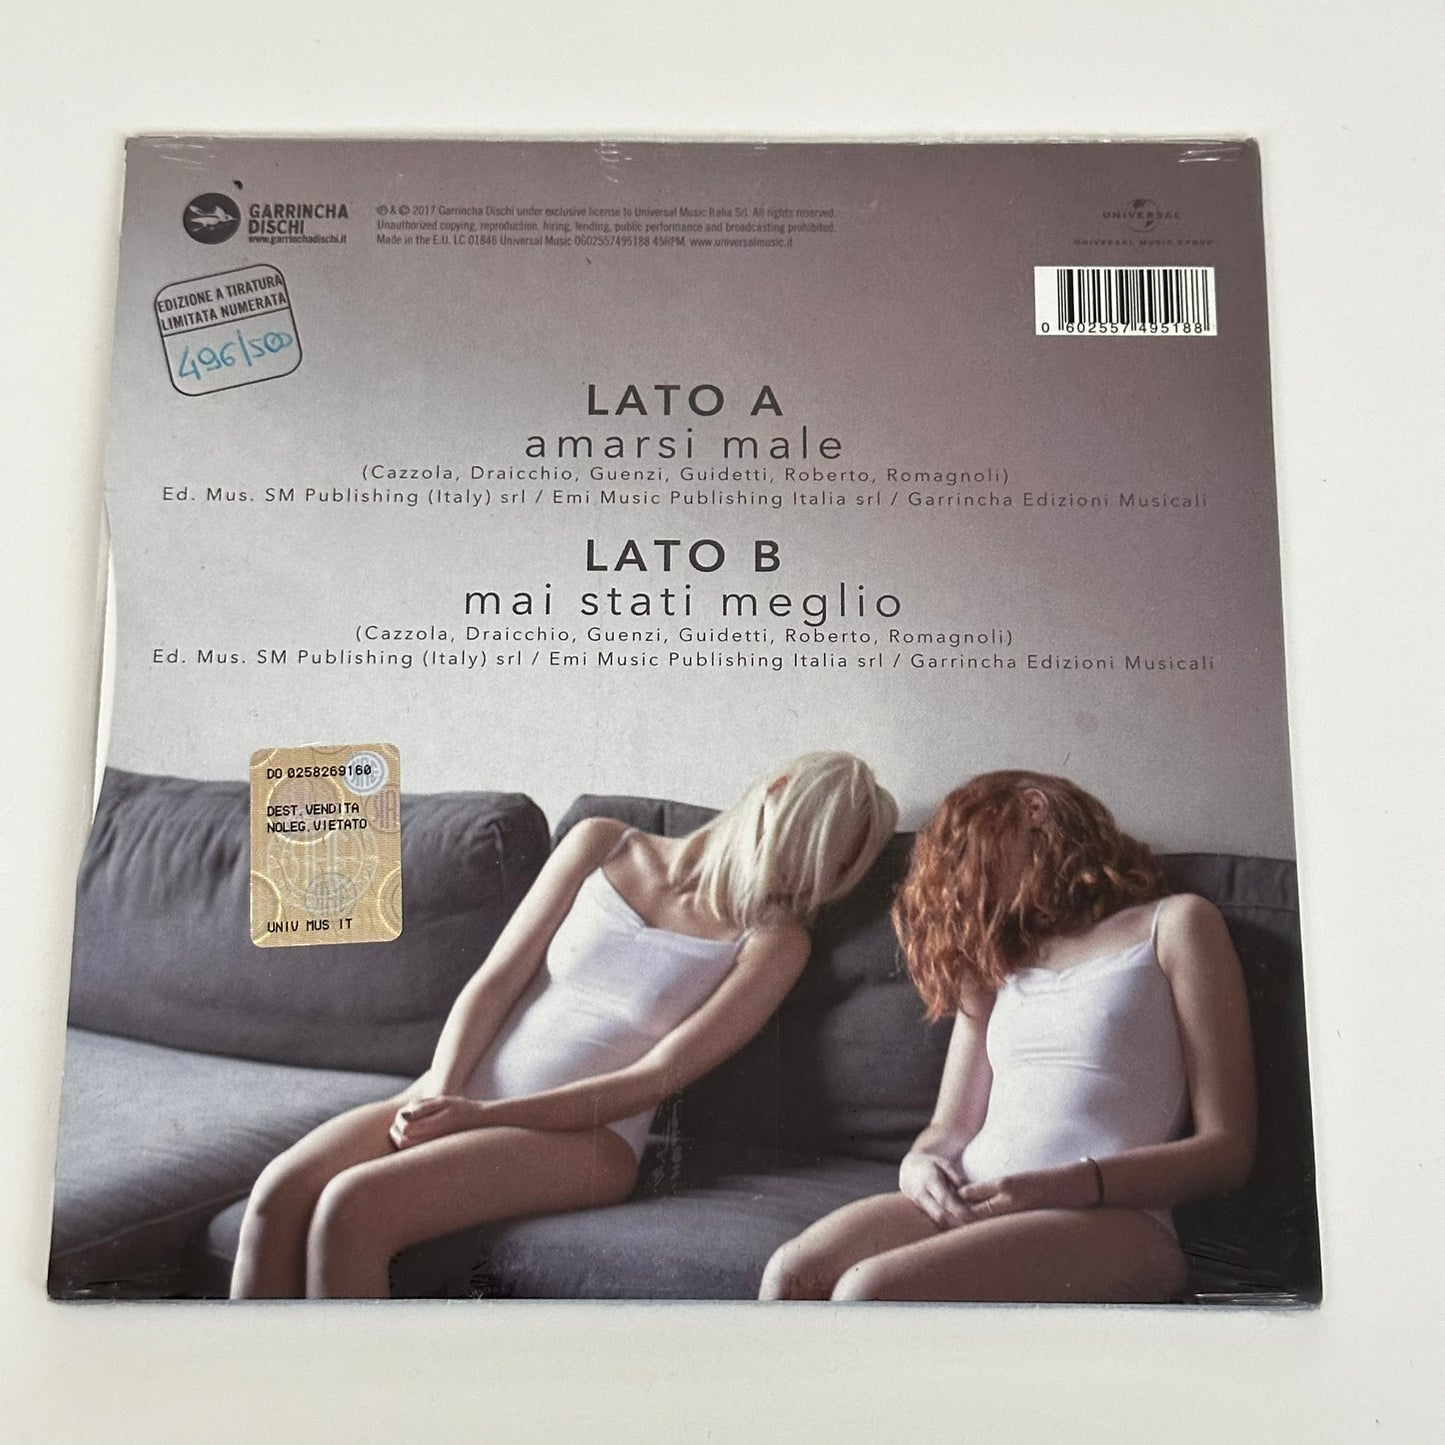 GARRINCHA
DISCHI
www.garrinchadischi.it
℗ & © 2017 Garrincha Dischi under exclusive license to Universal Music Italia Srl. All rights reserved.
Unauthorized copying, reproduction, hiring, lending, public performance and broadcasting prohibited.
Made in the E.U. LC 01846 Universal Music 0602557495188 45RPM. www.universalmusic.it
UNIVERSAL
UNIVERSAL MUSIC GROUP
EDIZIONE A TIRATURA
LIMITATA NUMERATA
496/500
0 602557 495188
LATO A
amarsi male
(Cazzola, Draicchio, Guenzi, Guidetti, Roberto, Romagnoli)
Ed. Mus. SM Publishing (Italy) srl / Emi Music Publishing Italia srl / Garrincha Edizioni Musicali
LATO B
mai stati meglio
(Cazzola, Draicchio, Guenzi, Guidetti, Roberto, Romagnoli)
Ed. Mus. SM Publishing (Italy) srl / Emi Music Publishing Italia srl / Garrincha Edizioni Musicali
DO 0258269160
DEST.VENDITA
NOLEG.VIETATO
UNIV MUS IT